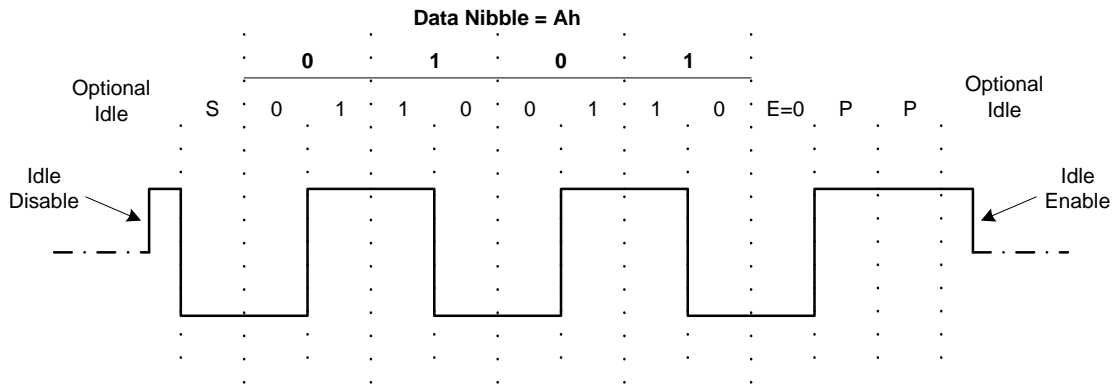 Data Nibble = Ah
0 1 0 1
Optional
Idle
S 0 1 1 0 0 1 1 0 E=0 P P
Optional
Idle
Idle
Disable
Idle
Enable